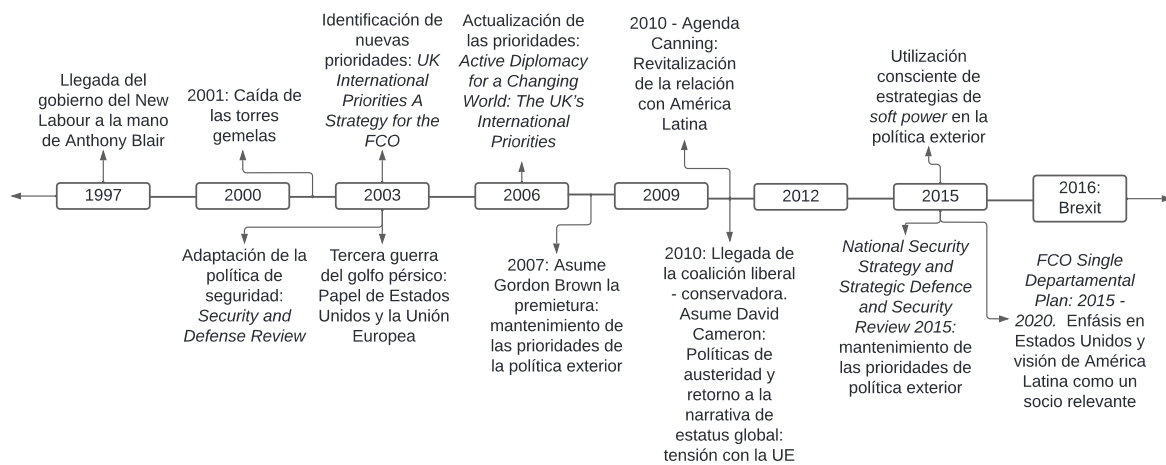 Llegada del
gobierno del New
Labour a la mano
de Anthony Blair
2001: Caída de
las torres
gemelas
Identificación de
nuevas
prioridades: UK
International
Priorities A
Strategy for the
FCO
Actualización de
las prioridades:
Active Diplomacy
for a Changing
World: The UK's
International
Priorities
2010 - Agenda
Canning:
Revitalización
de la relación
con América
Latina
Utilización
consciente de
estrategias de
soft power en la
política exterior
1997
2000
2003
2006
2009
2012
2015
2016:
Brexit
Adaptación de la
política de
seguridad:
Security and
Defense Review
Tercera guerra
del golfo pérsico:
Papel de Estados
Unidos y la Unión
Europea
2007: Asume
Gordon Brown la
premietura:
mantenimiento de
las prioridades de
la política exterior
2010: Llegada de
la coalición liberal
- conservadora.
Asume David
Cameron:
Políticas de
austeridad y
retorno a la
narrativa de
estatus global:
tensión con la UE
National Security
Strategy and
Strategic Defence
and Security
Review 2015:
mantenimiento de
las prioridades de
política exterior
FCO Single
Departamental
Plan: 2015 -
2020. Enfásis en
Estados Unidos y
visión de América
Latina como un
socio relevante